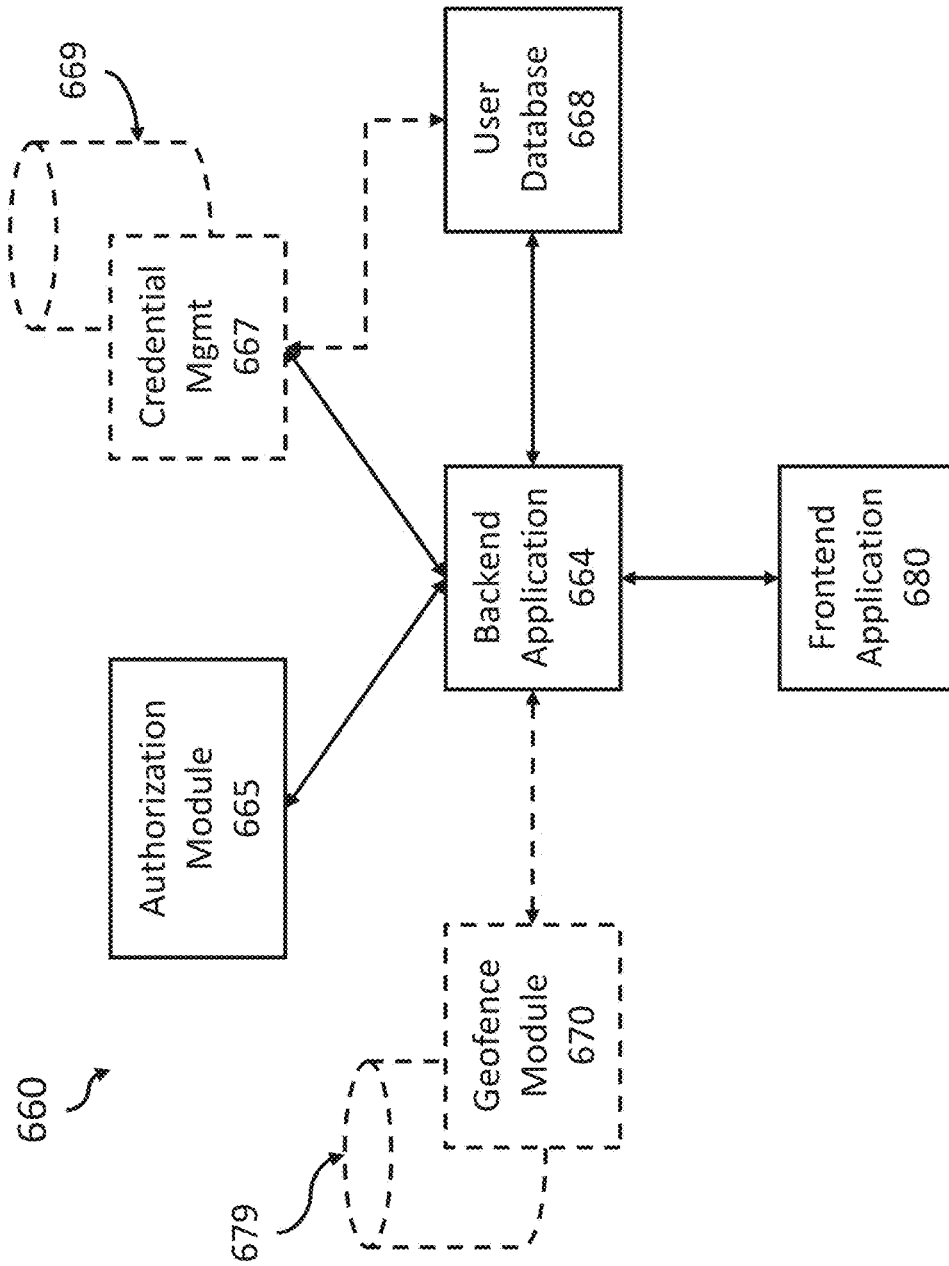 660
669
Authorization
Module
665
Credential
Mgmt
667
679
Geofence
Module
670
Backend
Application
664
User
Database
668
Frontend
Application
680